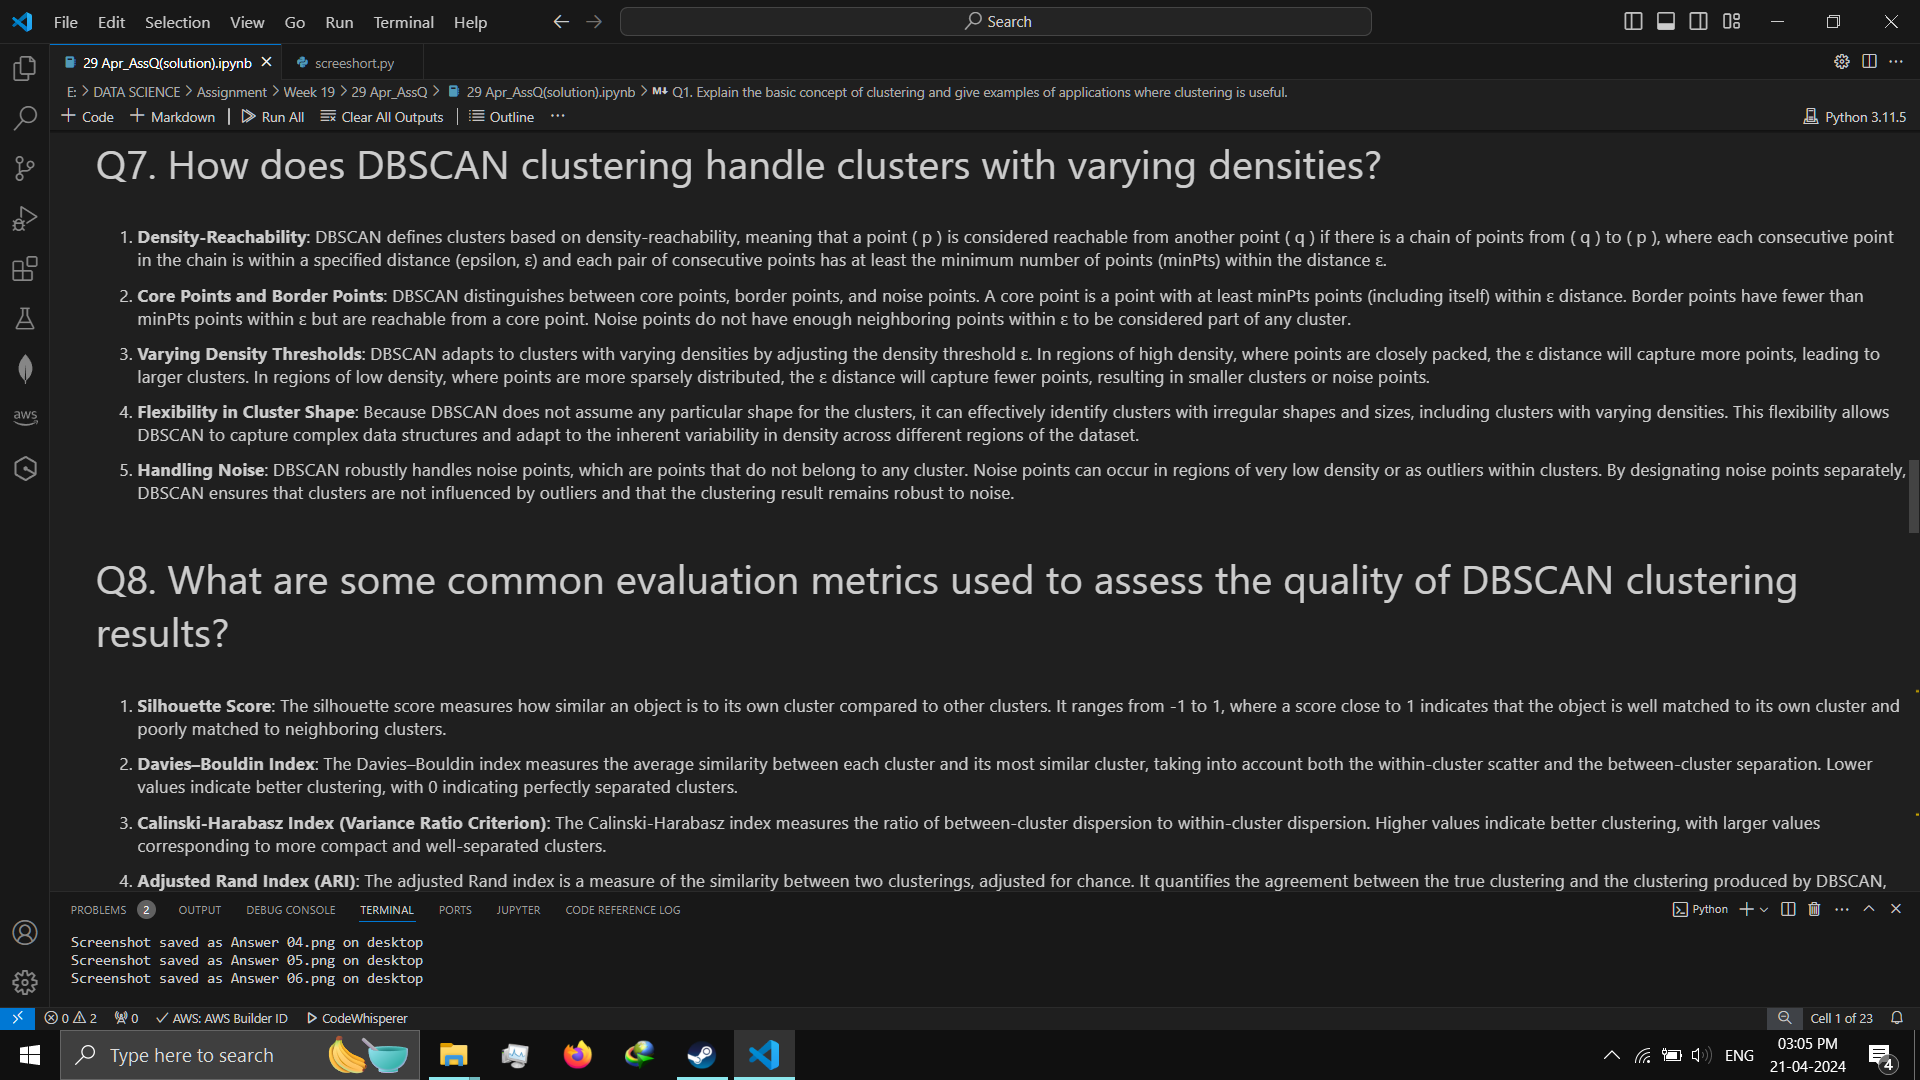 File Edit Selection View Go Run Terminal Help
Search
29 Apr_AssQ(solution).ipynb
screeshort.py
E: > DATA SCIENCE > Assignment > Week 19 > 29 Apr_AssQ > 29 Apr_AssQ(solution).ipynb > M↓ Q1. Explain the basic concept of clustering and give examples of applications where clustering is useful.
+ Code + Markdown | Run All Clear All Outputs | Outline ···
Python 3.11.5
Q7. How does DBSCAN clustering handle clusters with varying densities?
1. Density-Reachability: DBSCAN defines clusters based on density-reachability, meaning that a point ( p ) is considered reachable from another point ( q ) if there is a chain of points from ( q ) to ( p ), where each consecutive point
in the chain is within a specified distance (epsilon, ε) and each pair of consecutive points has at least the minimum number of points (minPts) within the distance ε.
2. Core Points and Border Points: DBSCAN distinguishes between core points, border points, and noise points. A core point is a point with at least minPts points (including itself) within ε distance. Border points have fewer than
minPts points within ε but are reachable from a core point. Noise points do not have enough neighboring points within ε to be considered part of any cluster.
3. Varying Density Thresholds: DBSCAN adapts to clusters with varying densities by adjusting the density threshold ε. In regions of high density, where points are closely packed, the ε distance will capture more points, leading to
larger clusters. In regions of low density, where points are more sparsely distributed, the ε distance will capture fewer points, resulting in smaller clusters or noise points.
4. Flexibility in Cluster Shape: Because DBSCAN does not assume any particular shape for the clusters, it can effectively identify clusters with irregular shapes and sizes, including clusters with varying densities. This flexibility allows
DBSCAN to capture complex data structures and adapt to the inherent variability in density across different regions of the dataset.
5. Handling Noise: DBSCAN robustly handles noise points, which are points that do not belong to any cluster. Noise points can occur in regions of very low density or as outliers within clusters. By designating noise points separately,
DBSCAN ensures that clusters are not influenced by outliers and that the clustering result remains robust to noise.
Q8. What are some common evaluation metrics used to assess the quality of DBSCAN clustering
results?
1. Silhouette Score: The silhouette score measures how similar an object is to its own cluster compared to other clusters. It ranges from -1 to 1, where a score close to 1 indicates that the object is well matched to its own cluster and
poorly matched to neighboring clusters.
2. Davies–Bouldin Index: The Davies–Bouldin index measures the average similarity between each cluster and its most similar cluster, taking into account both the within-cluster scatter and the between-cluster separation. Lower
values indicate better clustering, with 0 indicating perfectly separated clusters.
3. Calinski-Harabasz Index (Variance Ratio Criterion): The Calinski-Harabasz index measures the ratio of between-cluster dispersion to within-cluster dispersion. Higher values indicate better clustering, with larger values
corresponding to more compact and well-separated clusters.
4. Adjusted Rand Index (ARI): The adjusted Rand index is a measure of the similarity between two clusterings, adjusted for chance. It quantifies the agreement between the true clustering and the clustering produced by DBSCAN,
aws
PROBLEMS 2 OUTPUT DEBUG CONSOLE TERMINAL PORTS JUPYTER CODE REFERENCE LOG
Python
Screenshot saved as Answer 04.png on desktop
Screenshot saved as Answer 05.png on desktop
Screenshot saved as Answer 06.png on desktop
0 2 0 AWS: AWS Builder ID CodeWhisperer
Cell 1 of 23
Type here to search
ENG
03:05 PM
21-04-2024
4